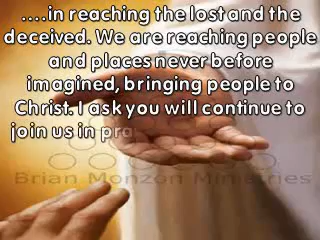 ....in reaching the lost and the
deceived. We are reaching people
and places never before
imagined, bringing people to
Christ. I ask you will continue to
join us in pra
Brian Monzon Ministries